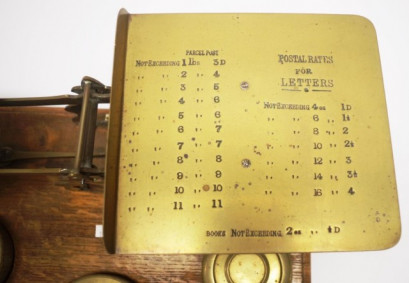 PARCEL POST
NOT EXCEEDING 1 lbs 3 D
" " 2 " 4
" " 3 " 5
" " 4 " 6
" " 5 " 6
" " 6 " 7
" " 7 " 7
" " 8 " 8
" " 9 " 9
" " 10 " 10
" " 11 " 11
POSTAL RATES
FOR
LETTERS
NOT EXCEEDING 4 oz 1 D
" " 6 " 1½
" " 8 " 2
" " 10 " 2½
" " 12 " 3
" " 14 " 3½
" " 16 " 4
BOOKS NOT EXCEEDING 2 oz " ½ D